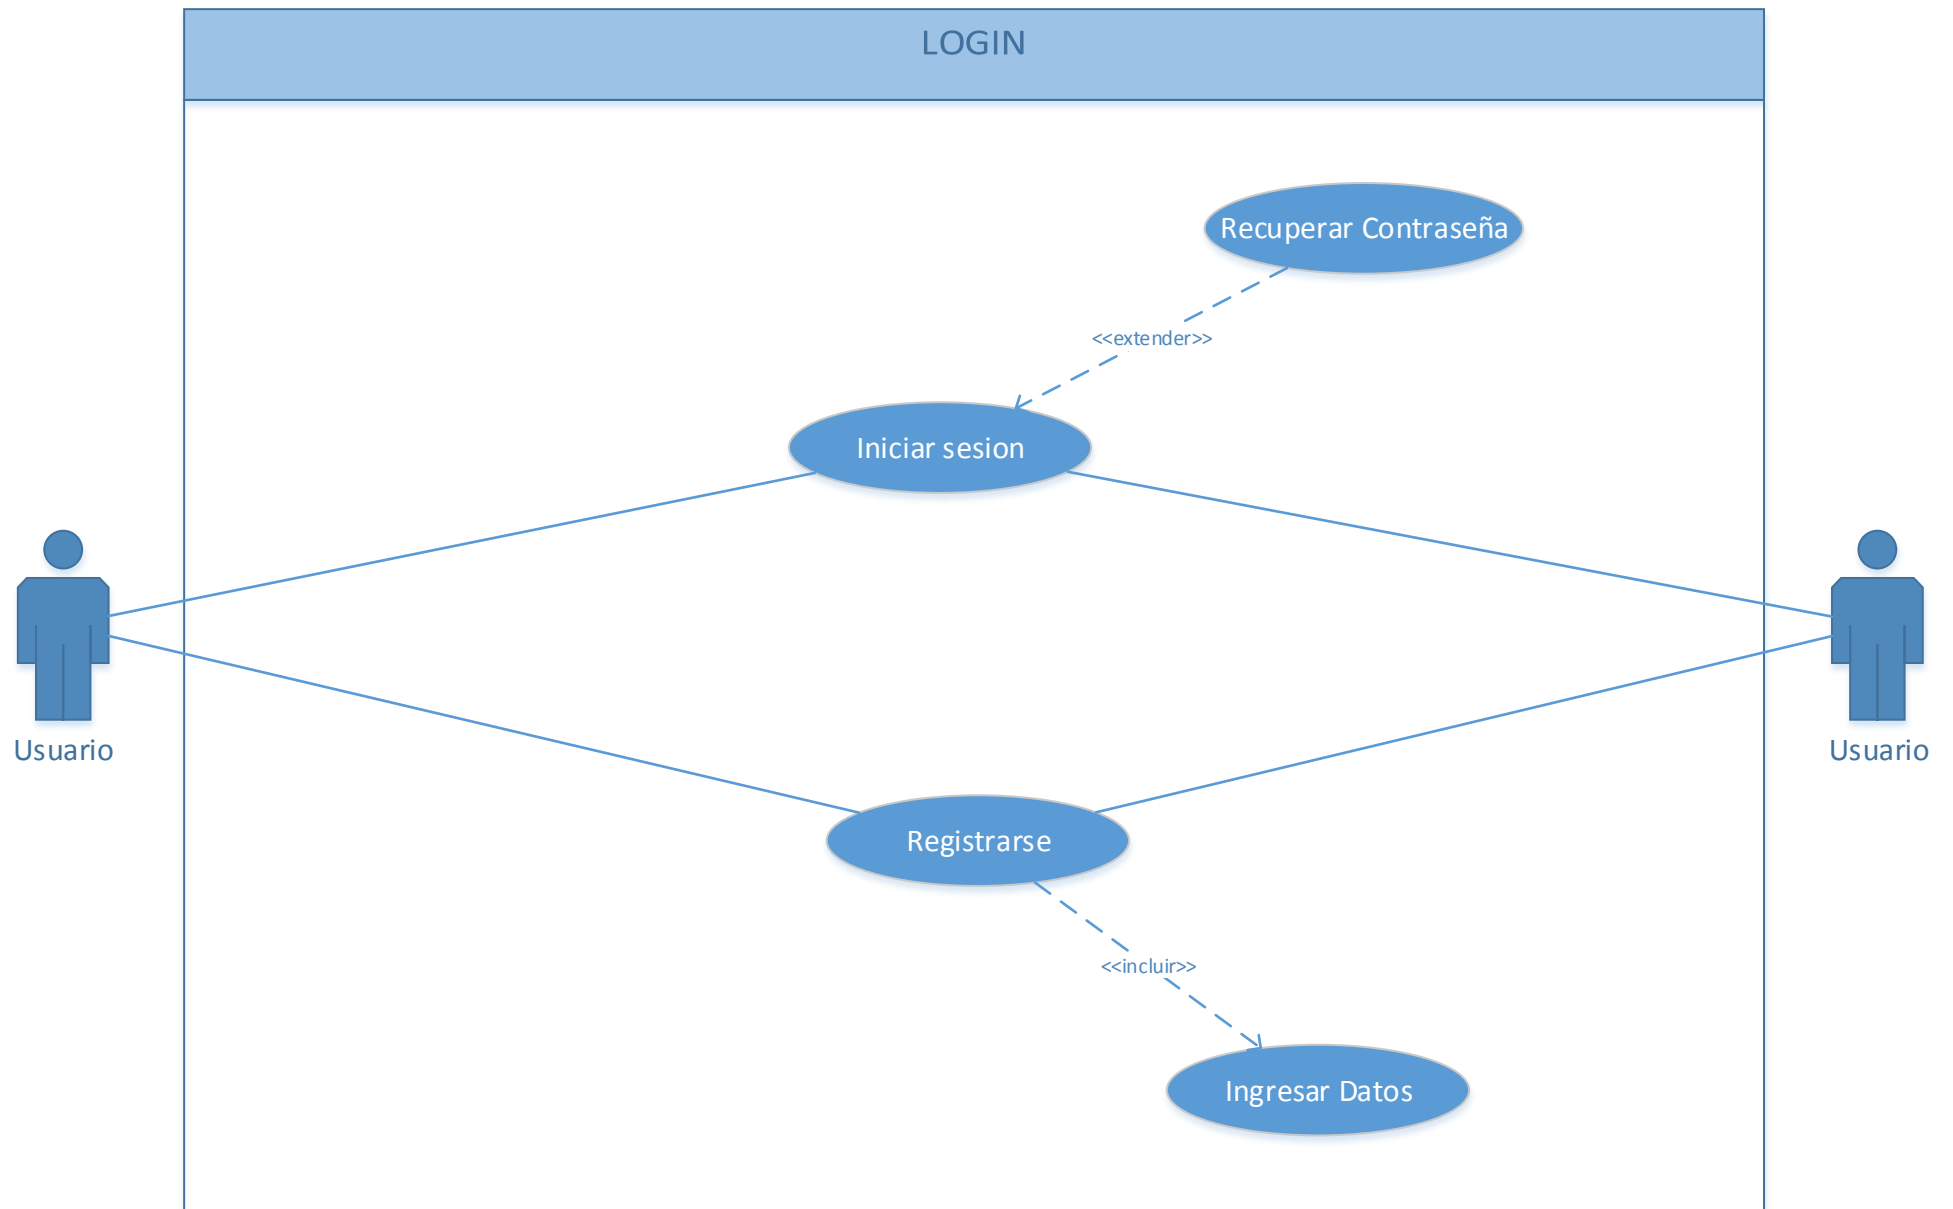 LOGIN
Recuperar Contraseña
<<extender>>
Iniciar sesion
Usuario
Usuario
Registrarse
<<incluir>>
Ingresar Datos